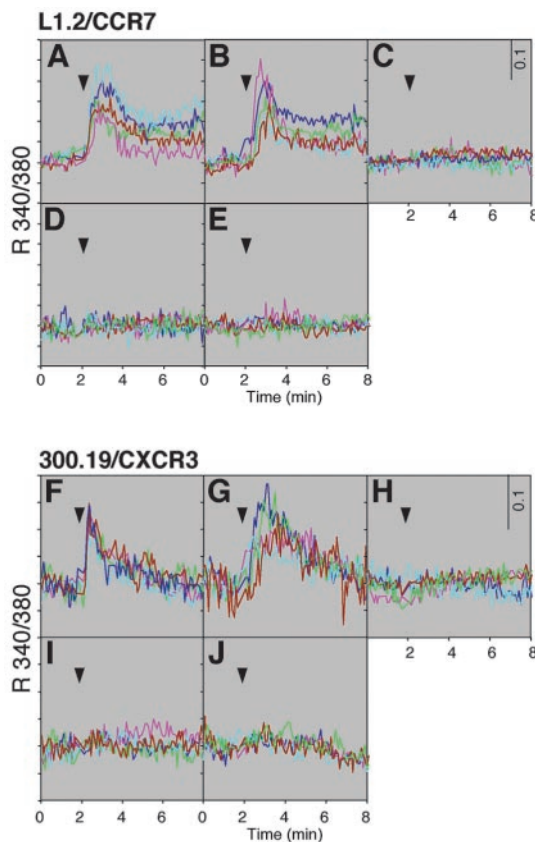 L1.2/CCR7
A B C 0.1
R 340/380
D E
2 4 6 8
0 2 4 6 0 2 4 6 8
Time (min)
300.19/CXCR3
F G H 0.1
R 340/380
I J
2 4 6 8
0 2 4 6 0 2 4 6 8
Time (min)